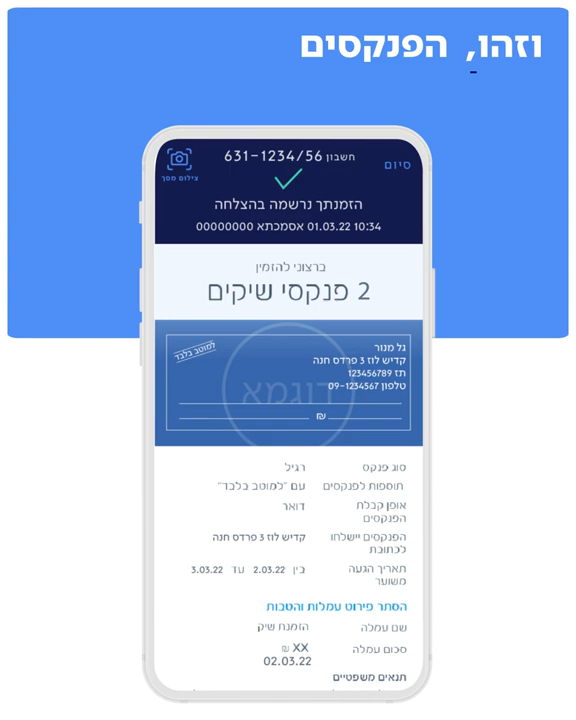 וזהו, הפנקסים
סיום
חשבון 631-1234/56
צילום מסך
הזמנתך נרשמה בהצלחה
10:34 01.03.22 אסמכתא 00000000
ברצוני להזמין
2 פנקסי שיקים
למוטב בלבד
גל מנור
קדיש לוז 3 פרדס חנה
תז 123456789
טלפון 09-1234567
דוגמא
₪
סוג פנקס רגיל
תוספות לפנקסים עם "למוטב בלבד"
אופן קבלת הפנקסים דואר
הפנקסים יישלחו לכתובת קדיש לוז 3 פרדס חנה
תאריך הגעה משוער בין 2.03.22 עד 3.03.22
הסתר פירוט עמלות והטבות
שם עמלה הזמנת שיק
סכום עמלה XX ₪
02.03.22
תנאים משפטיים